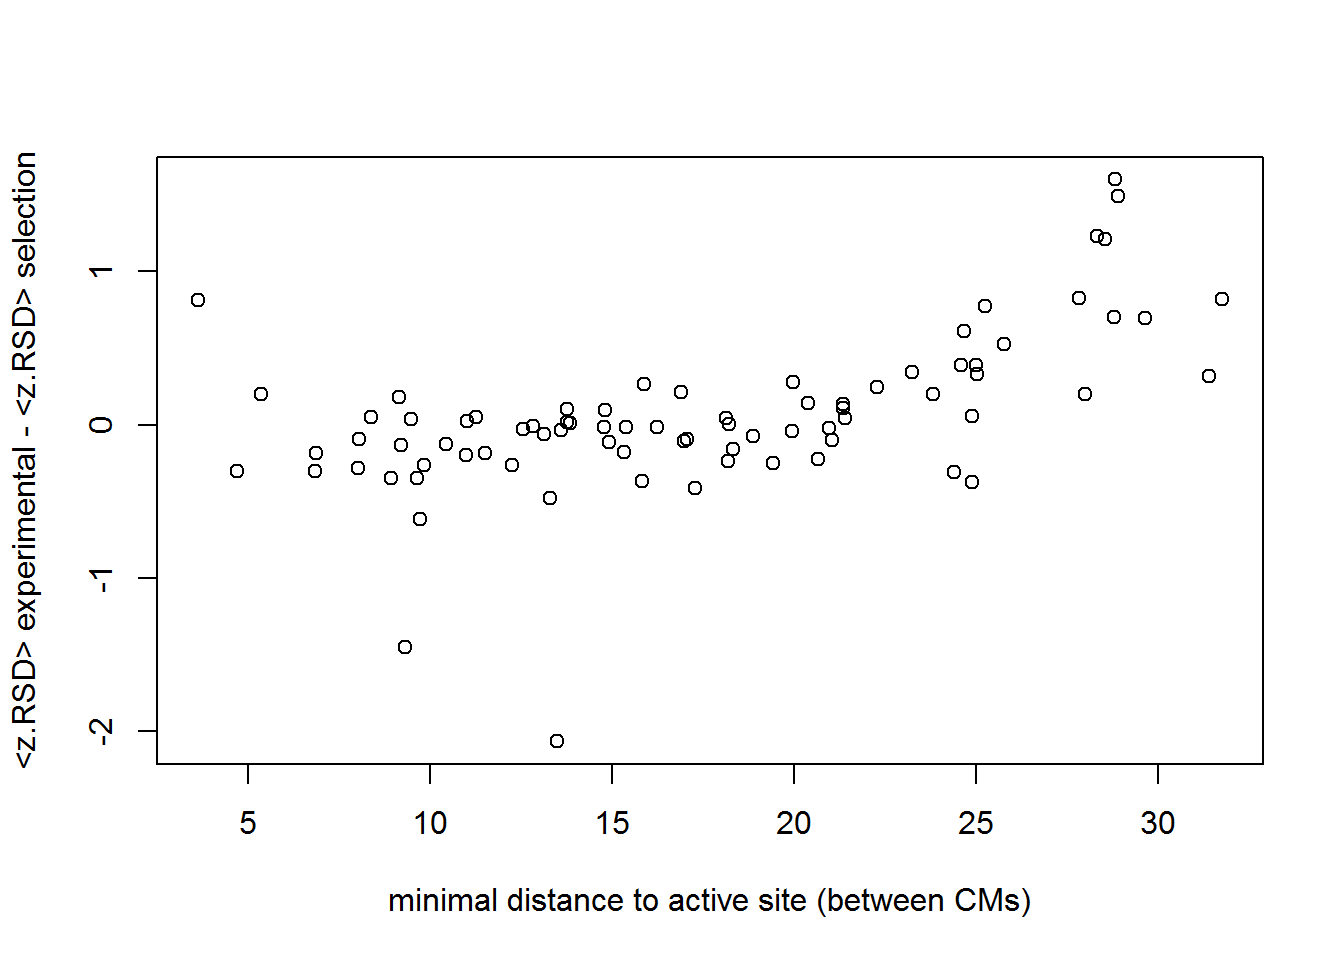 <z.RSD> experimental - <z.RSD> selection
1
0
-1
-2
5 10 15 20 25 30
minimal distance to active site (between CMs)